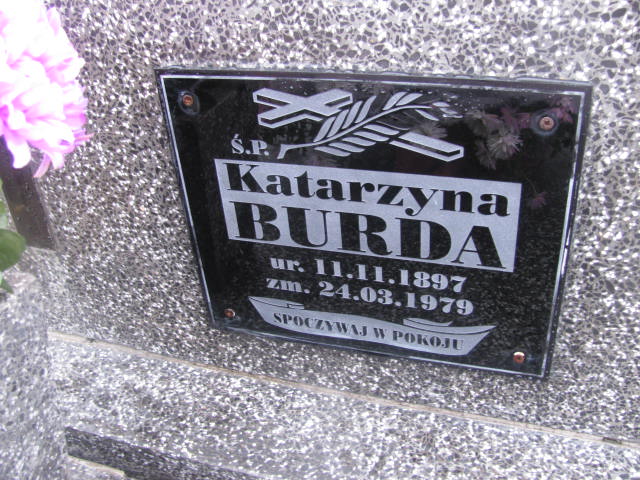 Ś.P.
Katarzyna
BURDA
ur. 11.11.1897
zm. 24.03.1979
SPOCZYWAJ W POKOJU